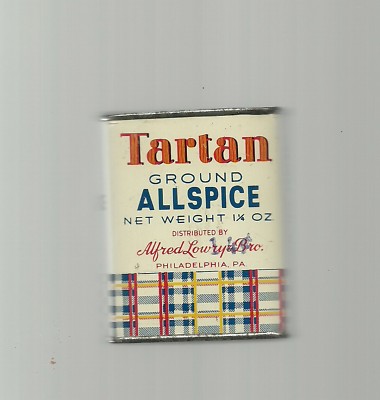 Tartan
GROUND
ALLSPICE
NET WEIGHT 1¼ OZ
DISTRIBUTED BY
Alfred Lowry & Bro.
PHILADELPHIA, PA